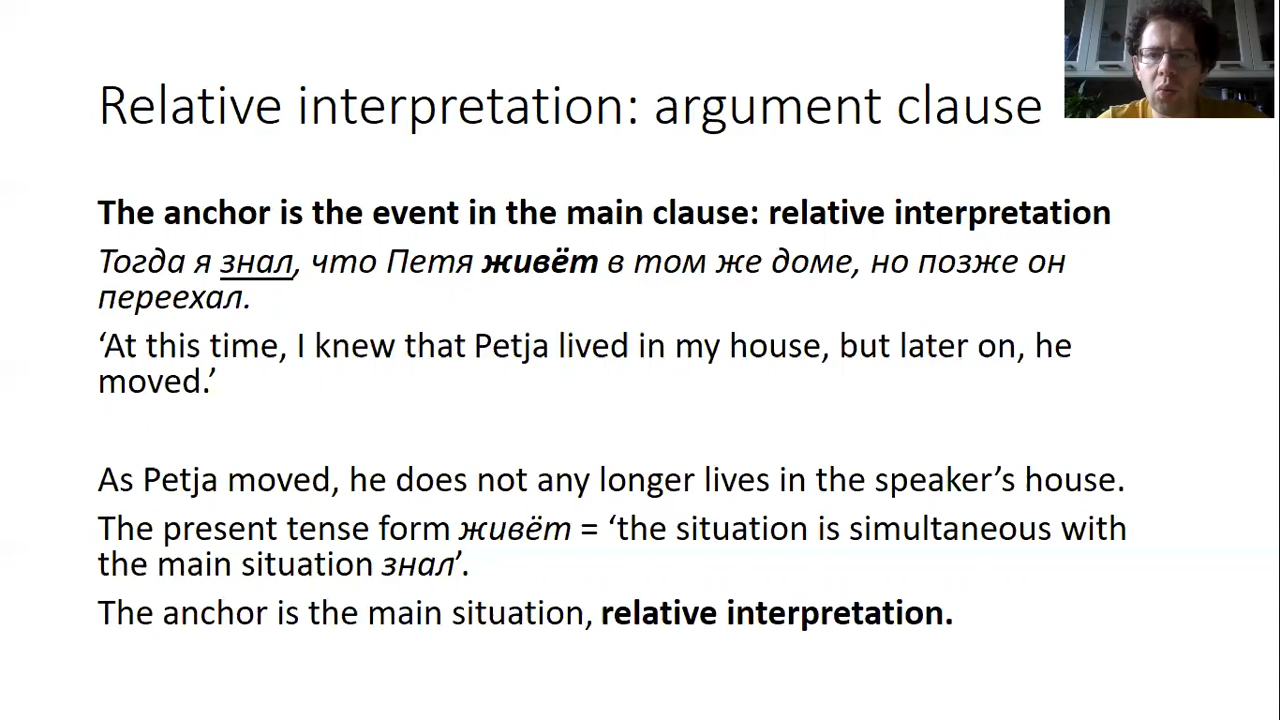 Relative interpretation: argument clause
The anchor is the event in the main clause: relative interpretation
Тогда я знал, что Петя живёт в том же доме, но позже он
переехал.
‘At this time, I knew that Petja lived in my house, but later on, he
moved.’
As Petja moved, he does not any longer lives in the speaker’s house.
The present tense form живёт = ‘the situation is simultaneous with
the main situation знал’.
The anchor is the main situation, relative interpretation.